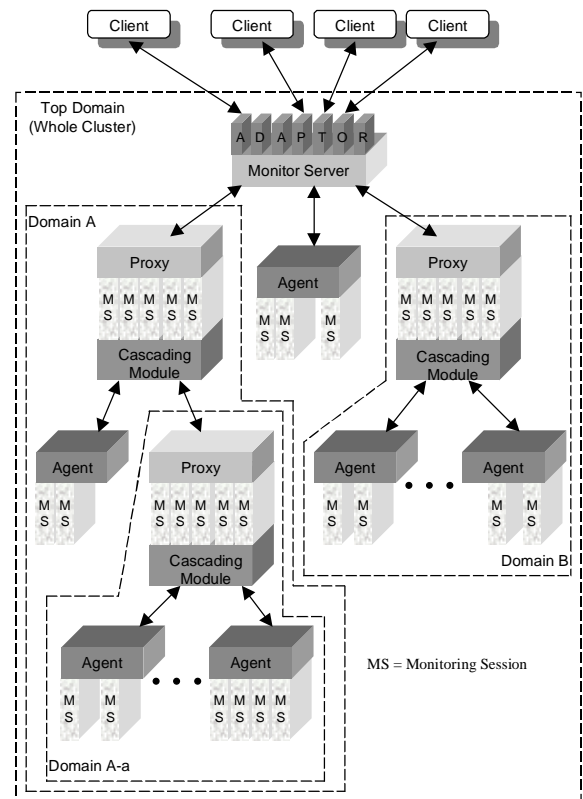 Client
Client
Client
Client
Top Domain
(Whole Cluster)
A D A P T O R
Monitor Server
Domain A
Proxy
M M M M M
S S S S S
Cascading
Module
Agent
M M M
S S S
Proxy
M M M M M
S S S S S
Cascading
Module
Agent
M M
S S
Proxy
M M M M M
S S S S S
Cascading
Module
Agent
M M
S S
• • •
Agent
M M
S S
Domain B
Agent
M M
S S
• • •
Agent
M M M M
S S S S
Domain A-a
MS = Monitoring Session